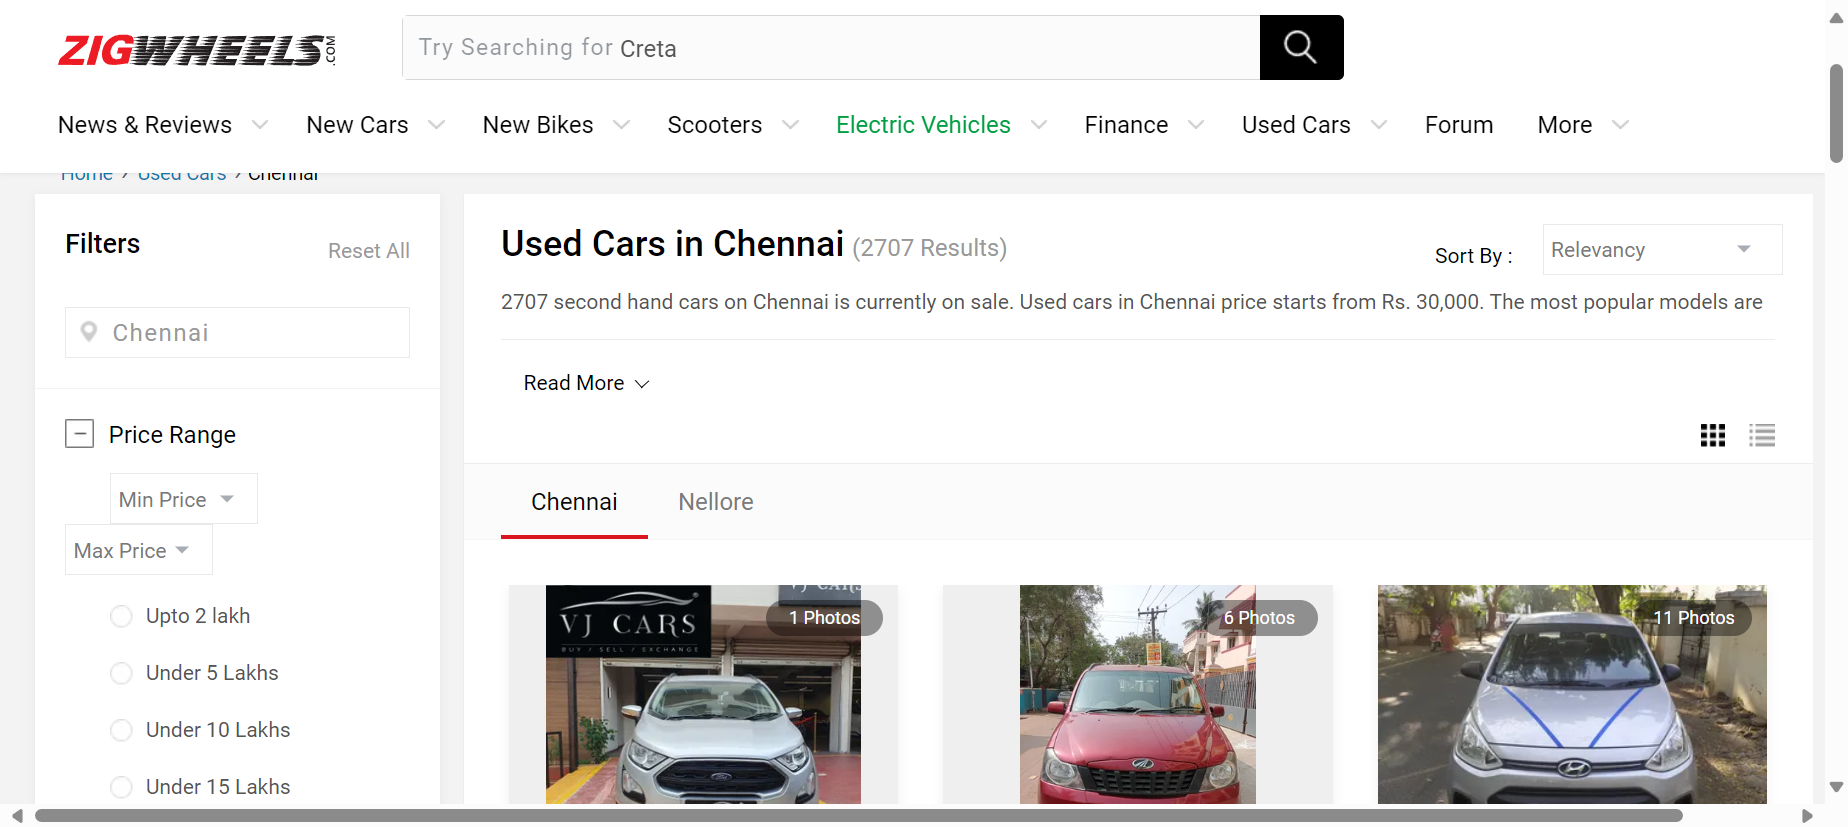 ZIGWHEELS.COM
Try Searching for Creta
News & Reviews New Cars New Bikes Scooters Electric Vehicles Finance Used Cars Forum More
Home > Used Cars > Chennai
Filters
Reset All
Chennai
Price Range
Min Price
Max Price
Upto 2 lakh
Under 5 Lakhs
Under 10 Lakhs
Under 15 Lakhs
Used Cars in Chennai (2707 Results)
Sort By :
Relevancy
2707 second hand cars on Chennai is currently on sale. Used cars in Chennai price starts from Rs. 30,000. The most popular models are
Read More
Chennai Nellore
VJ CARS
BUY / SELL / EXCHANGE
VJ CARS
1 Photos
6 Photos
11 Photos